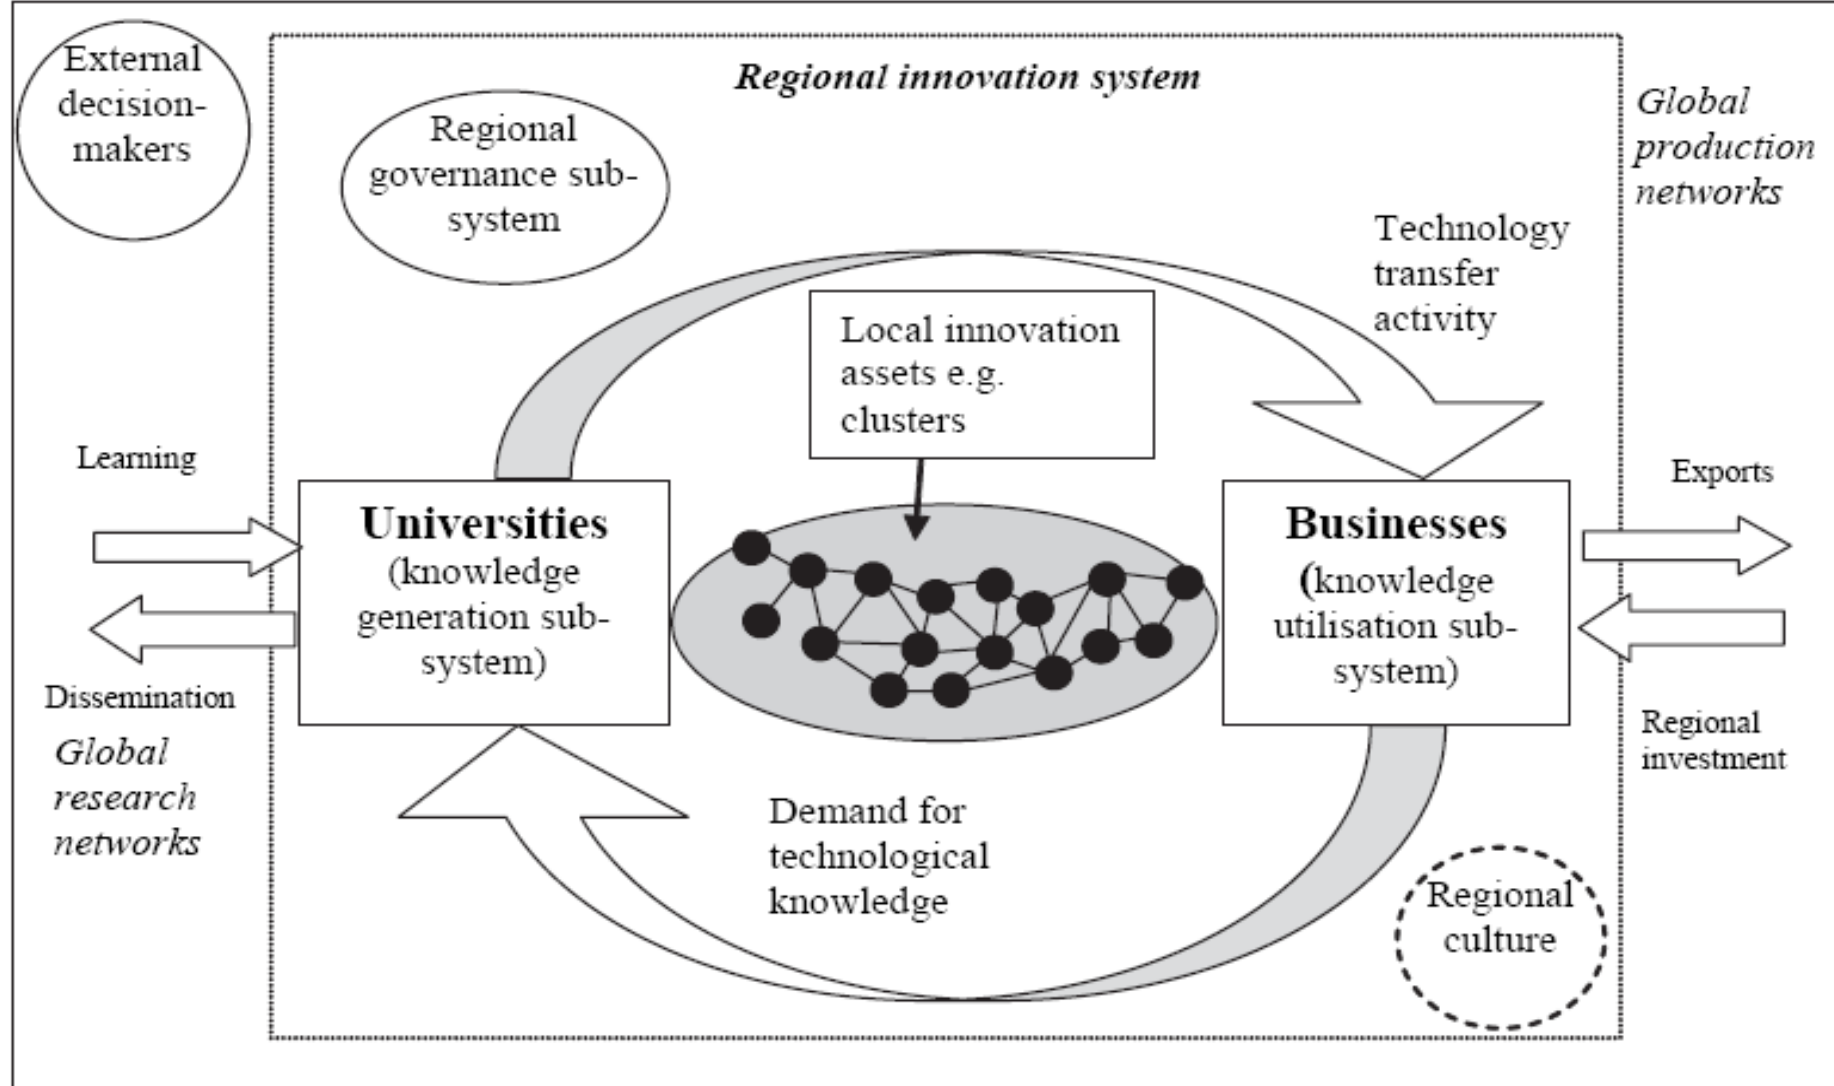 External
decision-
makers
Regional innovation system
Regional
governance sub-
system
Global
production
networks
Technology
transfer
activity
Local innovation
assets e.g.
clusters
Learning
Exports
Universities
(knowledge
generation sub-
system)
Businesses
(knowledge
utilisation sub-
system)
Dissemination
Global
research
networks
Regional
investment
Demand for
technological
knowledge
Regional
culture